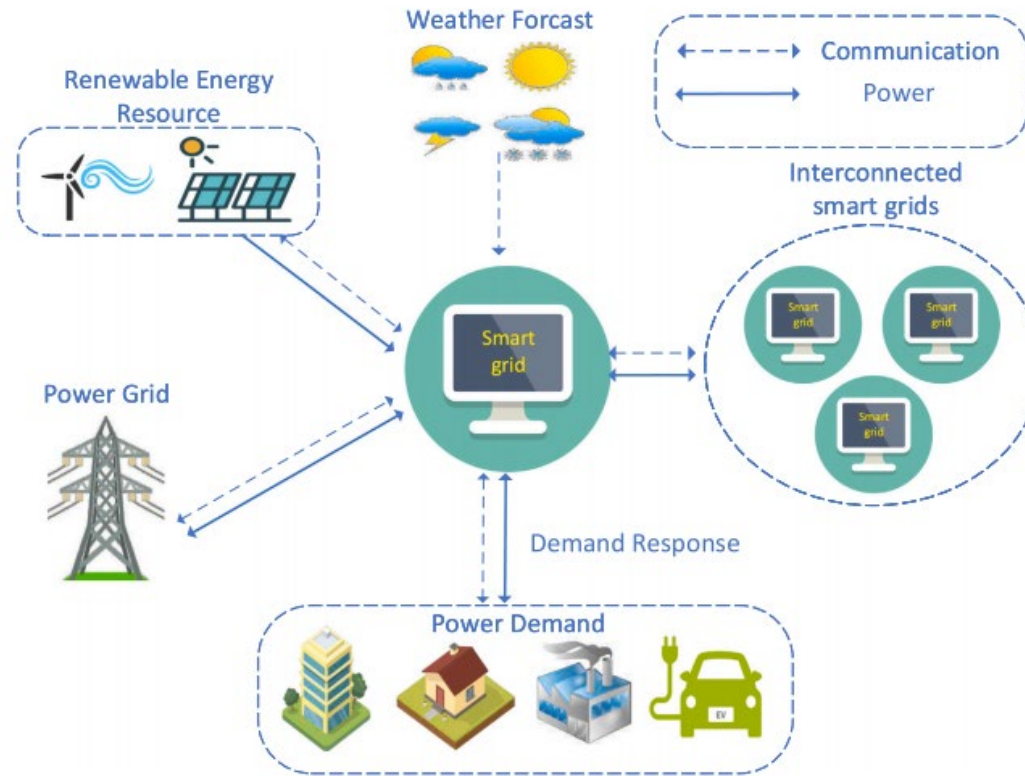 Weather Forcast
Communication
Power
Renewable Energy
Resource
Interconnected
smart grids
Smart
grid
Smart
grid
Smart
grid
Smart
grid
Power Grid
Demand Response
Power Demand
EV